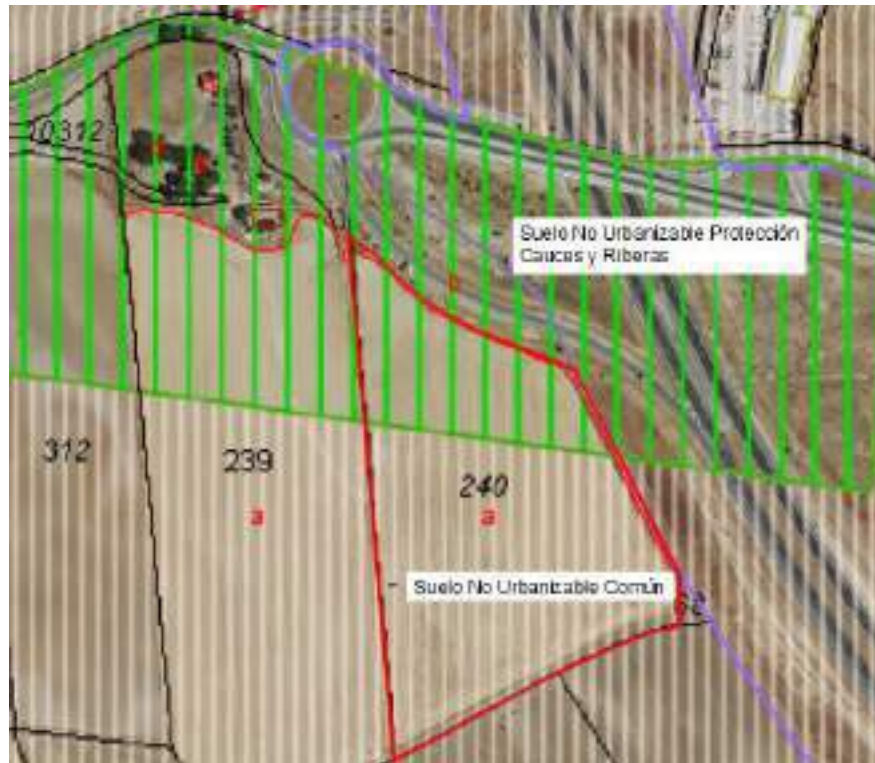 10312
Suelo No Urbanizable Protección
Cauces y Riberas
312
239
240
a
a
Suelo No Urbanizable Común